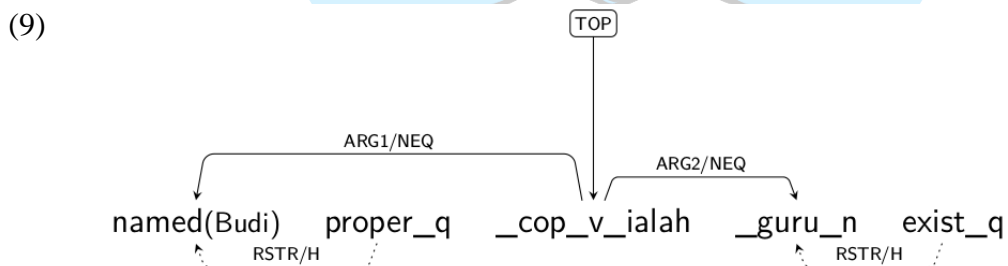 (9)
TOP
ARG1/NEQ
ARG2/NEQ
named(Budi) proper_q _cop_v_ialah _guru_n exist_q
RSTR/H RSTR/H